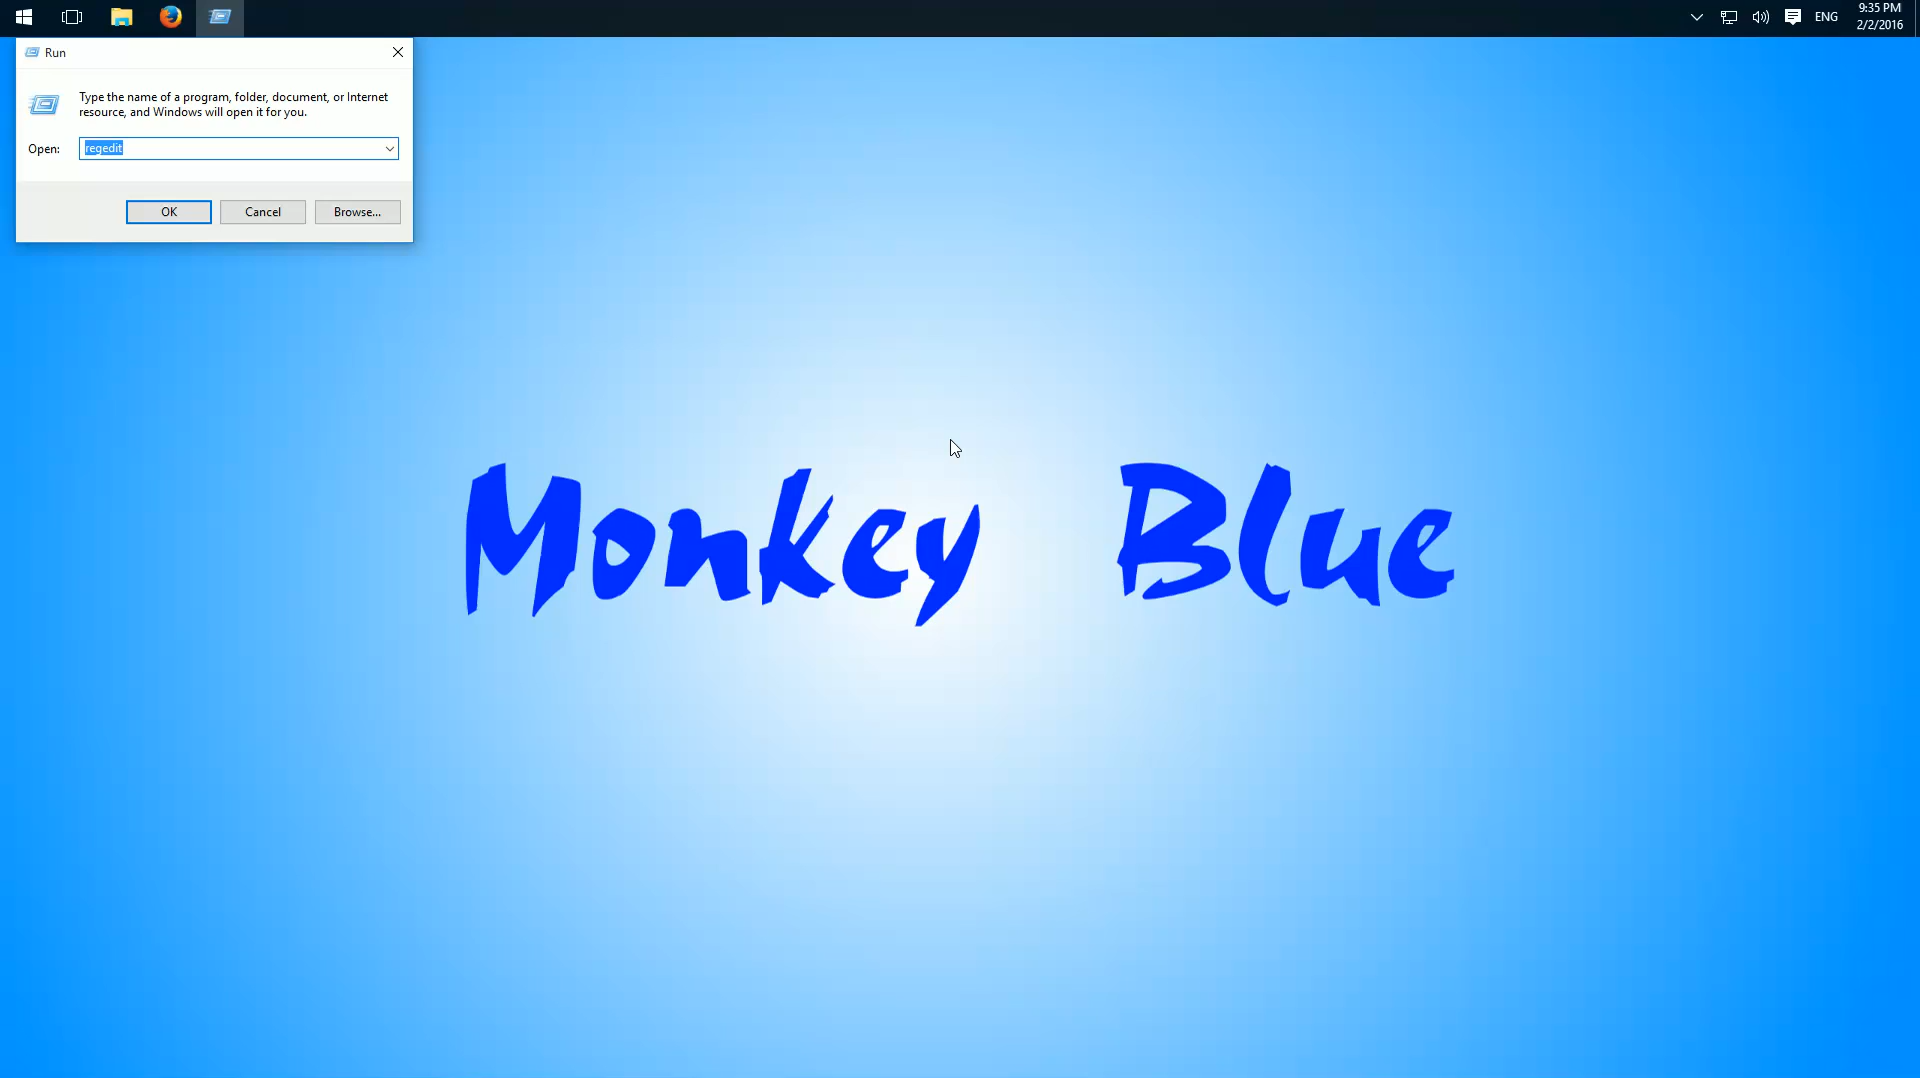 ENG
9:35 PM
2/2/2016
Run
Type the name of a program, folder, document, or Internet
resource, and Windows will open it for you.
Open: regedit
OK Cancel Browse...
Monkey Blue